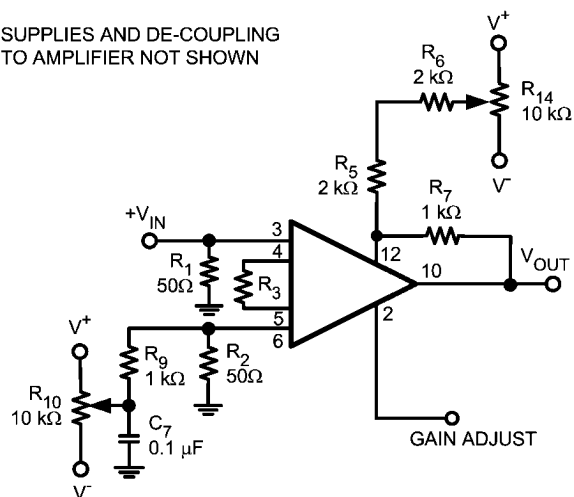 SUPPLIES AND DE-COUPLING
TO AMPLIFIER NOT SHOWN
V+
R6
2 kΩ
R14
10 kΩ
V-
R5
2 kΩ
R7
1 kΩ
+VIN
3
4
12
10
VOUT
R1
50Ω
R3
5
6
2
V+
R9
1 kΩ
R2
50Ω
R10
10 kΩ
C7
0.1 µF
GAIN ADJUST
V-